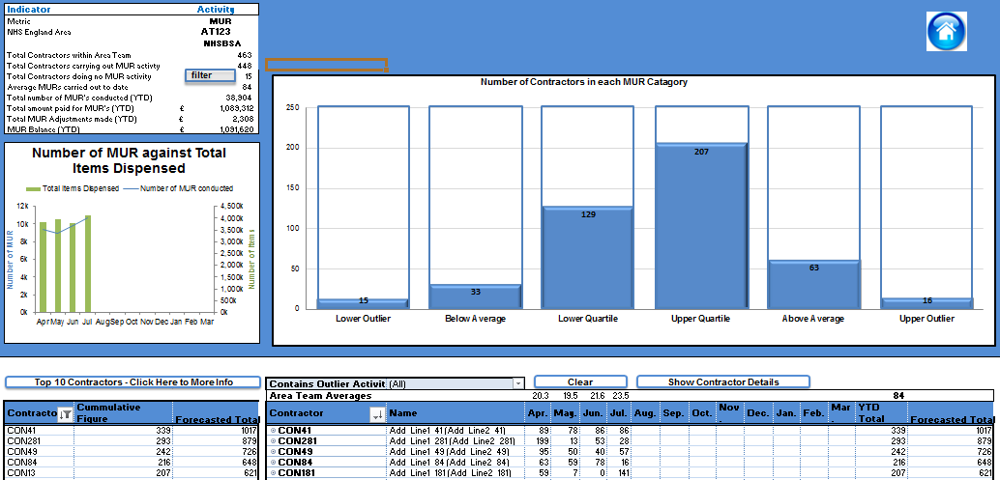 Indicator Activity
Metric MUR
NHS England Area AT123
NHSBSA
Total Contractors within Area Team 463
Total Contractors carrying out MUR activity 448
Total Contractors doing no MUR activity filter 15
Average MURs carried out to date 84
Total number of MUR's conducted (YTD) 38,904
Total amount paid for MUR's (YTD) £ 1,089,312
Total MUR Adjustments made (YTD) £ 2,308
MUR Balance (YTD) £ 1,091,620
Number of MUR against Total
Items Dispensed
Total Items Dispensed Number of MUR conducted
12k 4,500k
10k 4,000k
8k 3,500k
6k 3,000k
4k 2,500k
2k 2,000k
0k 1,500k
1,000k
500k
0k
Number of MUR
Number of Items
Apr May Jun Jul Aug Sep Oct Nov Dec Jan Feb Mar
Number of Contractors in each MUR Catagory
250
200
150
100
50
0
15 33 129 207 63 16
Lower Outlier Below Average Lower Quartile Upper Quartile Above Average Upper Outlier
Top 10 Contractors - Click Here to More Info
Contracto Cummulative Figure Forecasted Total
CON41 339 1017
CON281 293 879
CON49 242 726
CON84 216 648
CON13 207 621
Contains Outlier Activit (All) Clear Show Contractor Details
Area Team Averages 20.3 19.5 21.6 23.5 84
Contractor Name Apr. May. Jun. Jul. Aug. Sep. Oct. Nov. Dec. Jan. Feb. Mar. YTD Total Forecasted Total
CON41 Add Line1 41(Add Line2 41) 89 78 86 86 339 1017
CON281 Add Line1 281(Add Line2 281) 199 13 53 28 293 879
CON49 Add Line1 49 (Add Line2 49) 95 50 40 57 242 726
CON84 Add Line1 84 (Add Line2 84) 63 59 78 16 216 648
CON181 Add Line1 181(Add Line2 181) 59 7 0 141 207 621